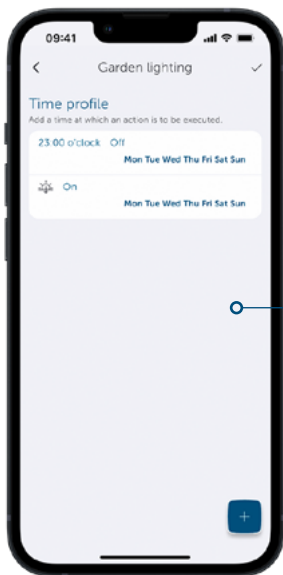 09:41
Garden lighting
Time profile
Add a time at which an action is to be executed.
23:00 o'clock Off
Mon Tue Wed Thu Fri Sat Sun
On
Mon Tue Wed Thu Fri Sat Sun